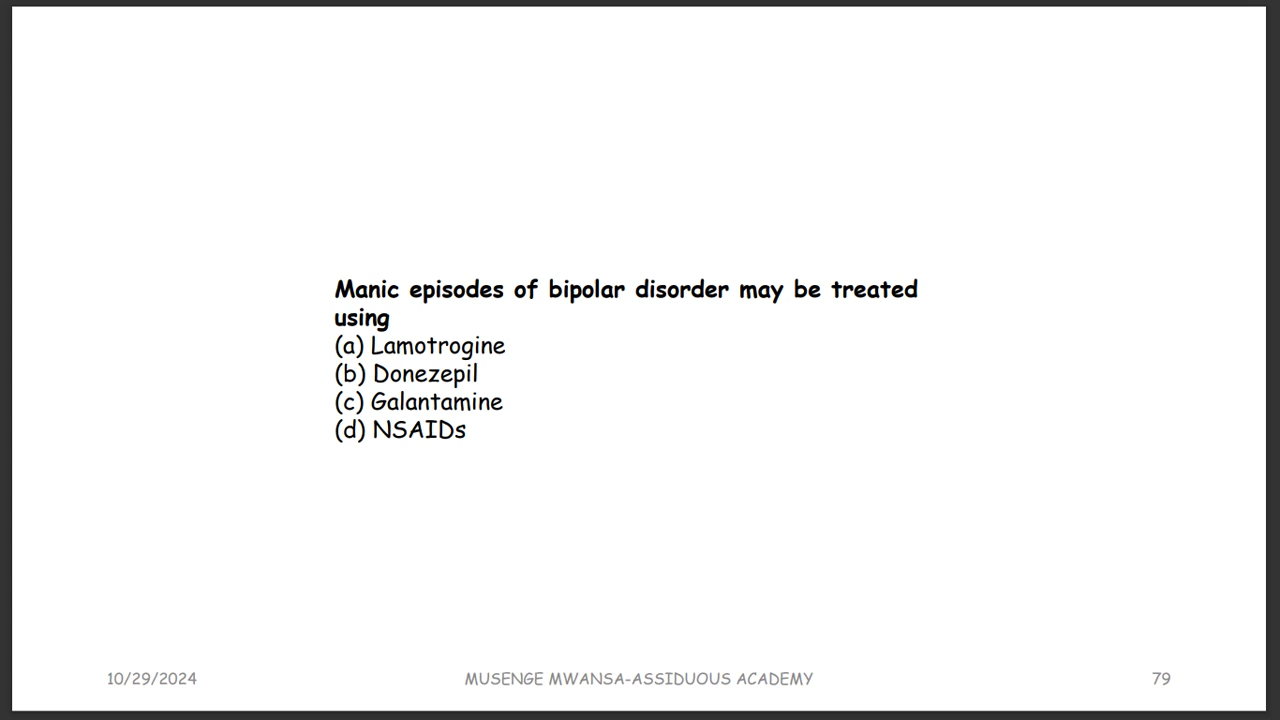 Manic episodes of bipolar disorder may be treated
using
(a) Lamotrogine
(b) Donezepil
(c) Galantamine
(d) NSAIDs
10/29/2024
MUSENGE MWANSA-ASSIDUOUS ACADEMY
79